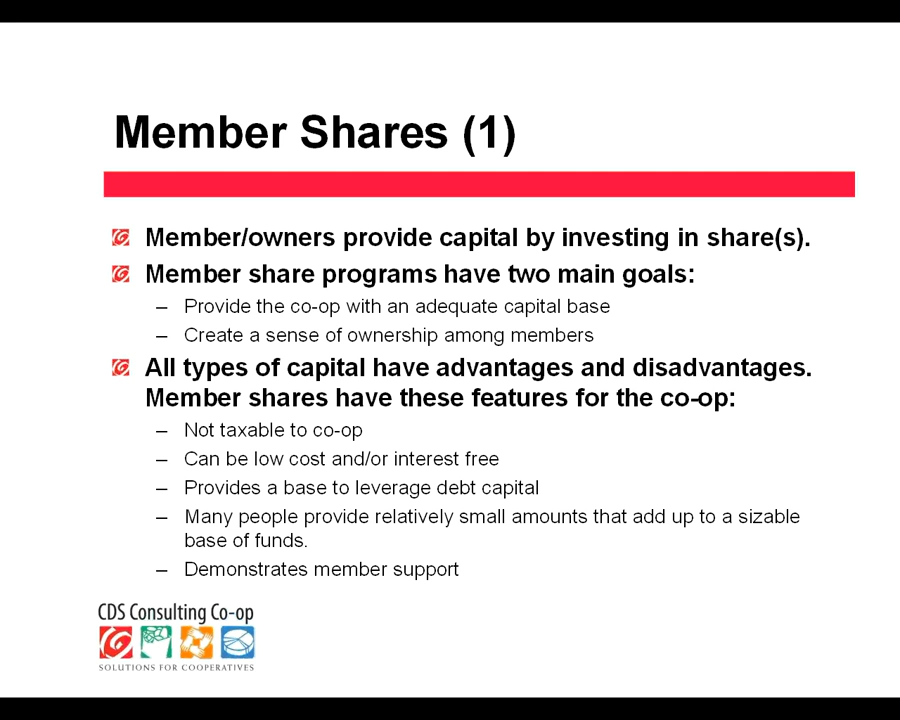 Member Shares (1)
Member/owners provide capital by investing in share(s).
Member share programs have two main goals:
– Provide the co-op with an adequate capital base
– Create a sense of ownership among members
All types of capital have advantages and disadvantages.
Member shares have these features for the co-op:
– Not taxable to co-op
– Can be low cost and/or interest free
– Provides a base to leverage debt capital
– Many people provide relatively small amounts that add up to a sizable
base of funds.
– Demonstrates member support
CDS Consulting Co-op
SOLUTIONS FOR COOPERATIVES